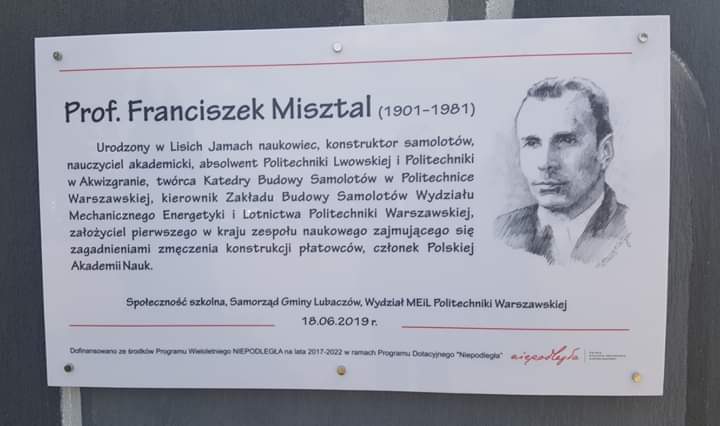 Prof. Franciszek Misztal (1901-1981)
Urodzony w Lisich Jamach naukowiec, konstruktor samolotów,
nauczyciel akademicki, absolwent Politechniki Lwowskiej i Politechniki
w Akwizgranie, twórca Katedry Budowy Samolotów w Politechnice
Warszawskiej, kierownik Zakładu Budowy Samolotów Wydziału
Mechanicznego Energetyki i Lotnictwa Politechniki Warszawskiej,
założyciel pierwszego w kraju zespołu naukowego zajmującego się
zagadnieniami zmęczenia konstrukcji płatowców, członek Polskiej
Akademii Nauk.
Społeczność szkolna, Samorząd Gminy Lubaczów, Wydział MEiL Politechniki Warszawskiej
18.06.2019 r.
Dofinansowano ze środków Programu Wieloletniego NIEPODLEGŁA na lata 2017-2022 w ramach Programu Dotacyjnego "Niepodległa"
niepodległa